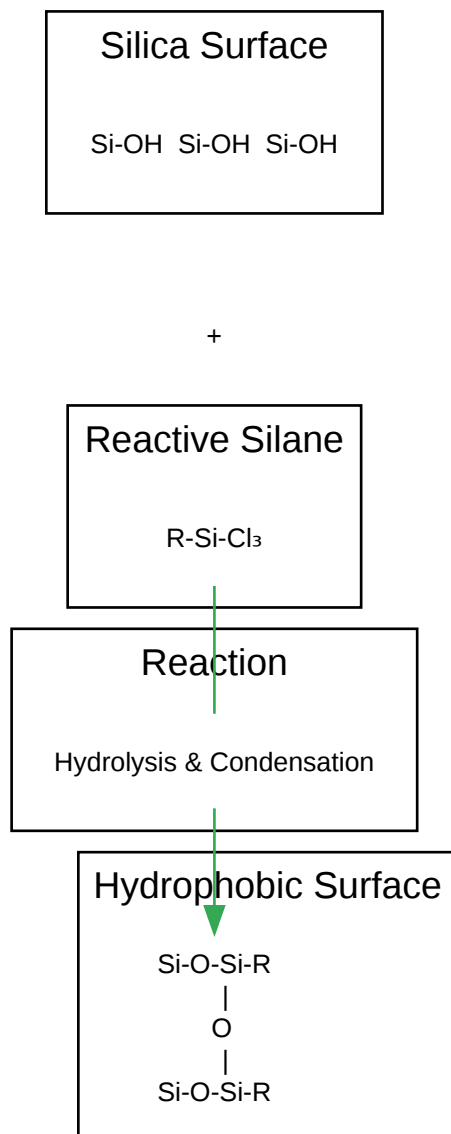 Silica Surface
Si-OH  Si-OH  Si-OH
+
Reactive Silane
R-Si-Cl₃
Reaction
Hydrolysis & Condensation
Hydrophobic Surface
Si-O-Si-R
|
O
|
Si-O-Si-R